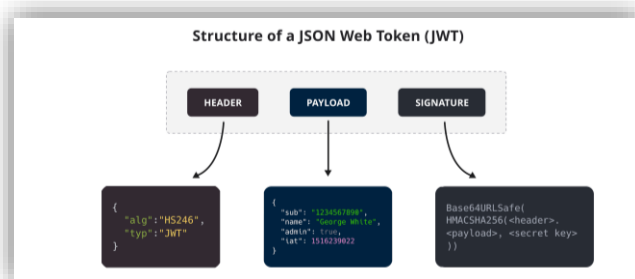 Structure of a JSON Web Token (JWT)
HEADER
PAYLOAD
SIGNATURE
{
"alg":"HS246",
"typ":"JWT"
}
{
"sub": "1234567890",
"name": "George White",
"admin": true,
"iat": 1516239022
}
Base64URLSafe(
HMACSHA256(<header>.
<payload>, <secret key>
))